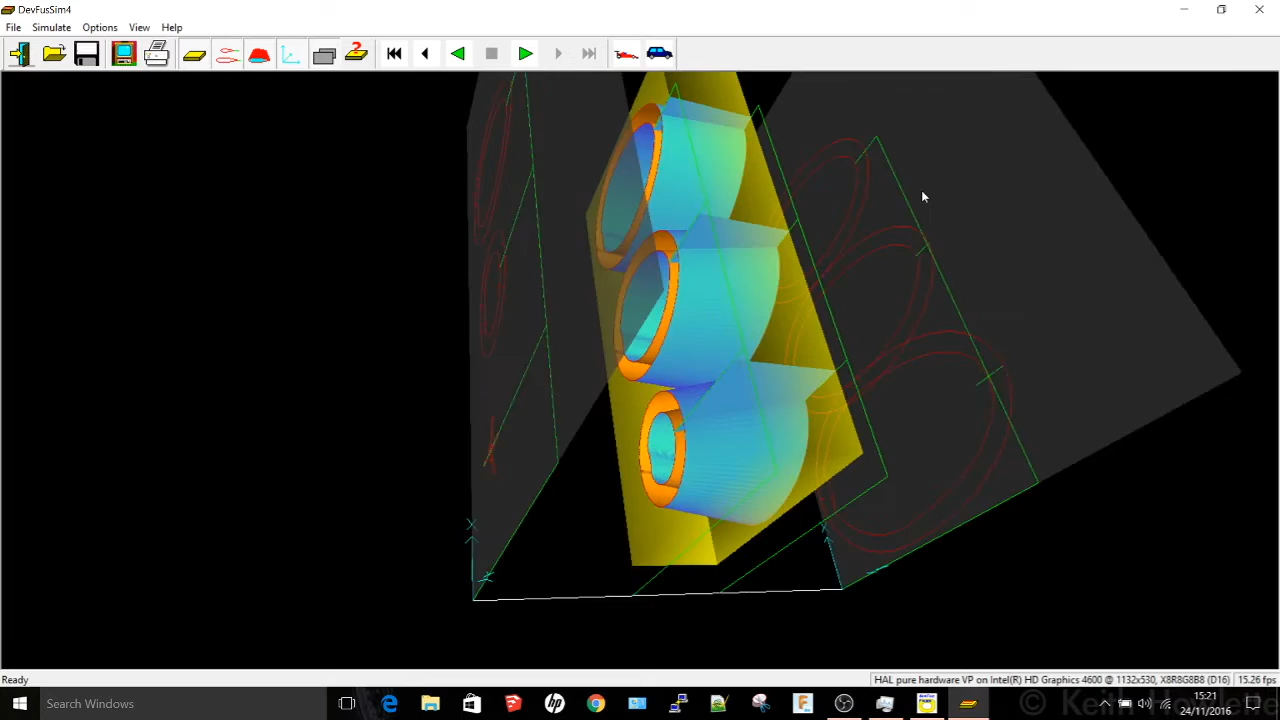 DevFusSim4
File Simulate Options View Help
X
X
Ready
HAL pure hardware VP on Intel(R) HD Graphics 4600 @ 1132x530, X8R8G8B8 (D16)
15.26 fps
Search Windows
15:21
24/11/2016